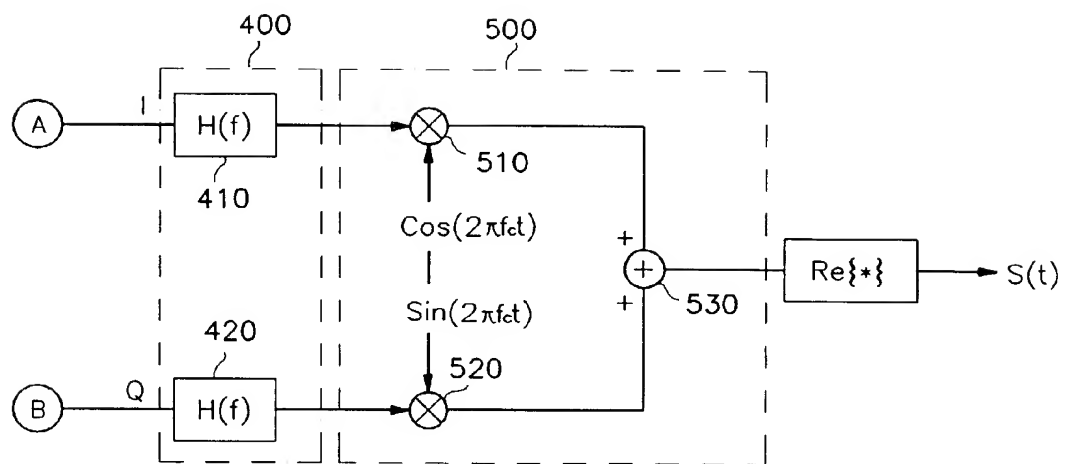 400
500
A
I
H(f)
410
510
Cos(2πfct)
+
+
+
530
Re{*}
S(t)
Sin(2πfct)
420
520
B
Q
H(f)